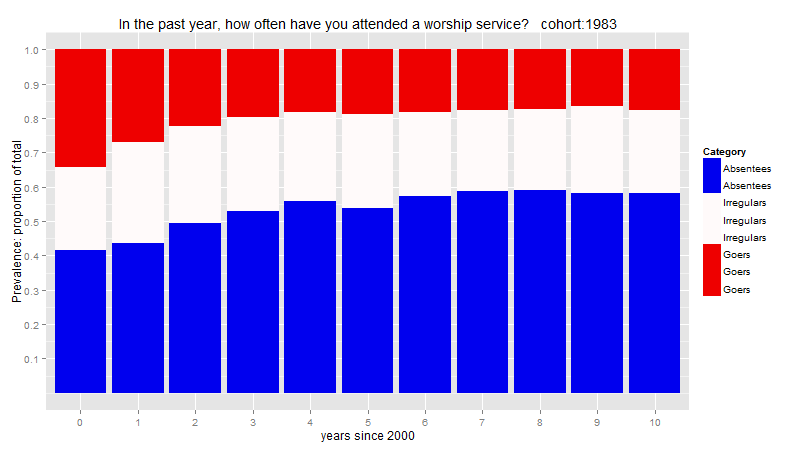 In the past year, how often have you attended a worship service?   cohort:1983
Prevalence: proportion of total
1.0
0.9
0.8
0.7
0.6
0.5
0.4
0.3
0.2
0.1
0 1 2 3 4 5 6 7 8 9 10
years since 2000
Category
Absentees
Absentees
Irregulars
Irregulars
Irregulars
Goers
Goers
Goers